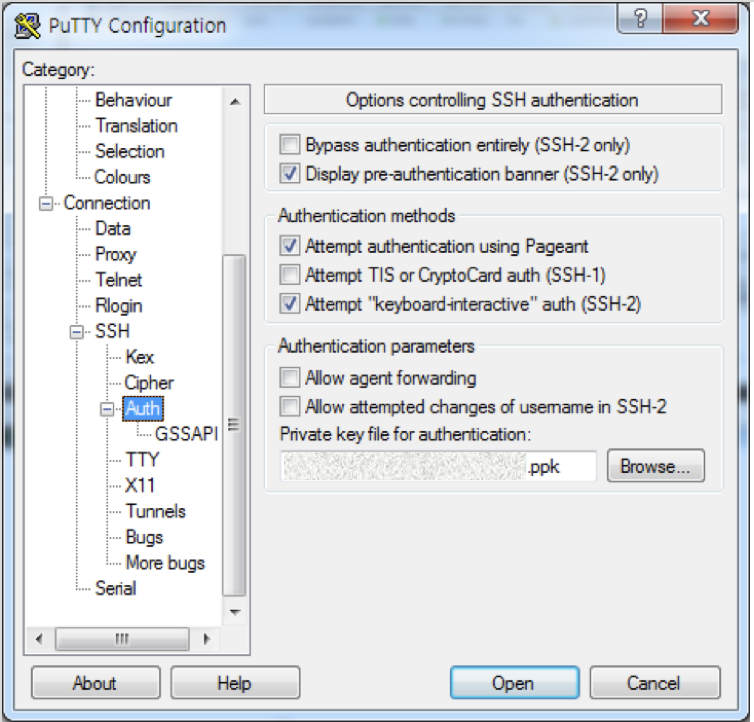 PuTTY Configuration
Category:
Behaviour
Translation
Selection
Colours
Connection
Data
Proxy
Telnet
Rlogin
SSH
Kex
Cipher
Auth
GSSAPI
TTY
X11
Tunnels
Bugs
More bugs
Serial
Options controlling SSH authentication
Bypass authentication entirely (SSH-2 only)
Display pre-authentication banner (SSH-2 only)
Authentication methods
Attempt authentication using Pageant
Attempt TIS or CryptoCard auth (SSH-1)
Attempt "keyboard-interactive" auth (SSH-2)
Authentication parameters
Allow agent forwarding
Allow attempted changes of username in SSH-2
Private key file for authentication:
.ppk Browse...
About Help Open Cancel